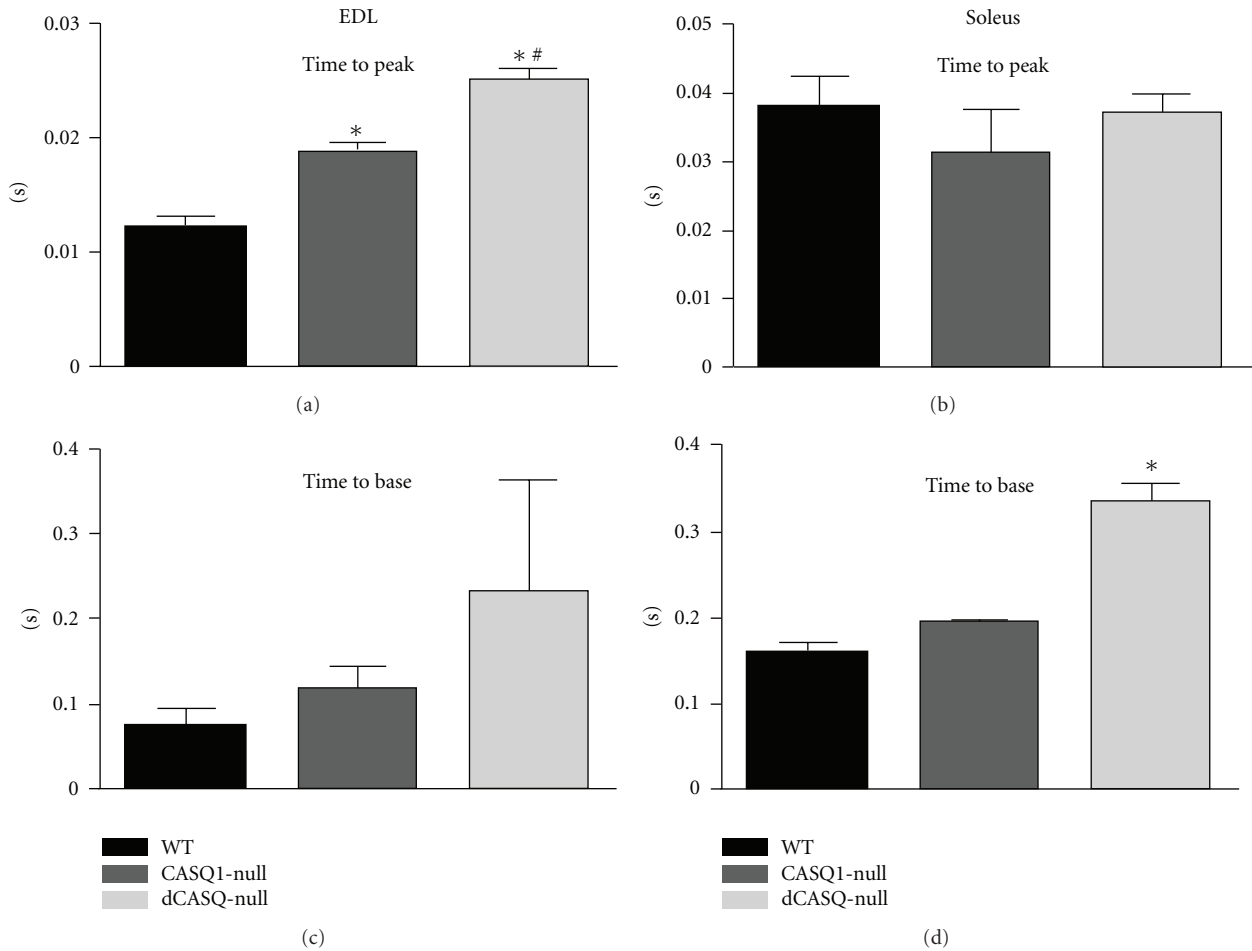 EDL
Time to peak
0.03
0.02
0.01
0
(s)
*
* #
(a)
Soleus
Time to peak
0.05
0.04
0.03
0.02
0.01
0
(s)
(b)
Time to base
0.4
0.3
0.2
0.1
0
(s)
WT
CASQ1-null
dCASQ-null
(c)
Time to base
0.4
0.3
0.2
0.1
0
(s)
*
WT
CASQ1-null
dCASQ-null
(d)